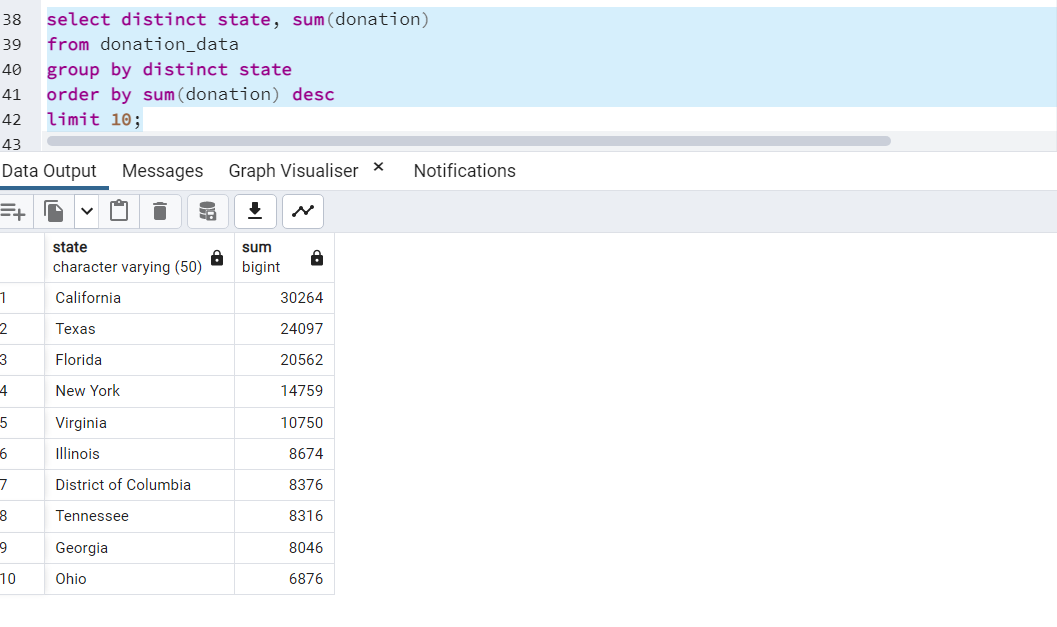 38 select distinct state, sum(donation)
39 from donation_data
40 group by distinct state
41 order by sum(donation) desc
42 limit 10;
43
Data Output Messages Graph Visualiser × Notifications
state sum
character varying (50) bigint
1 California 30264
2 Texas 24097
3 Florida 20562
4 New York 14759
5 Virginia 10750
6 Illinois 8674
7 District of Columbia 8376
8 Tennessee 8316
9 Georgia 8046
10 Ohio 6876